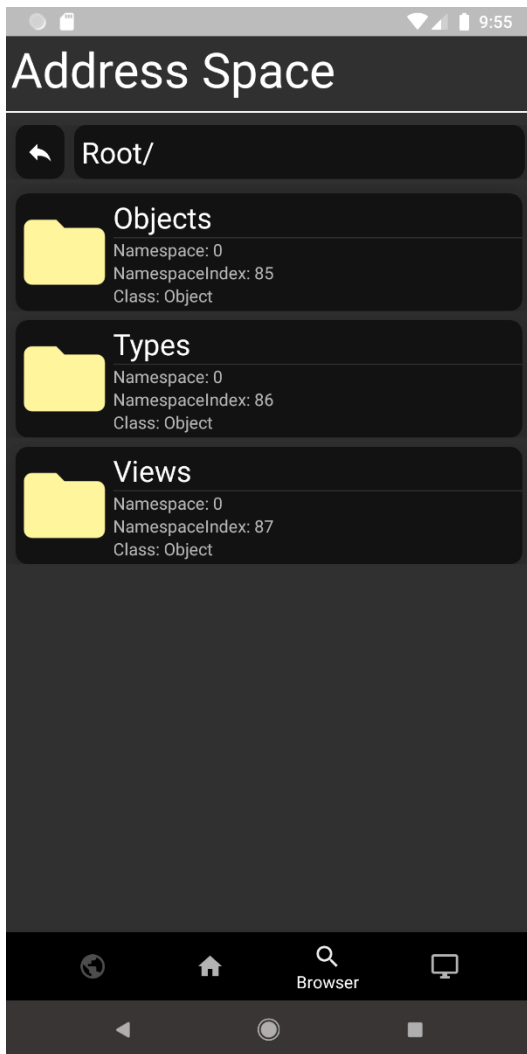 9:55
Address Space
Root/
Objects
Namespace: 0
NamespaceIndex: 85
Class: Object
Types
Namespace: 0
NamespaceIndex: 86
Class: Object
Views
Namespace: 0
NamespaceIndex: 87
Class: Object
Browser